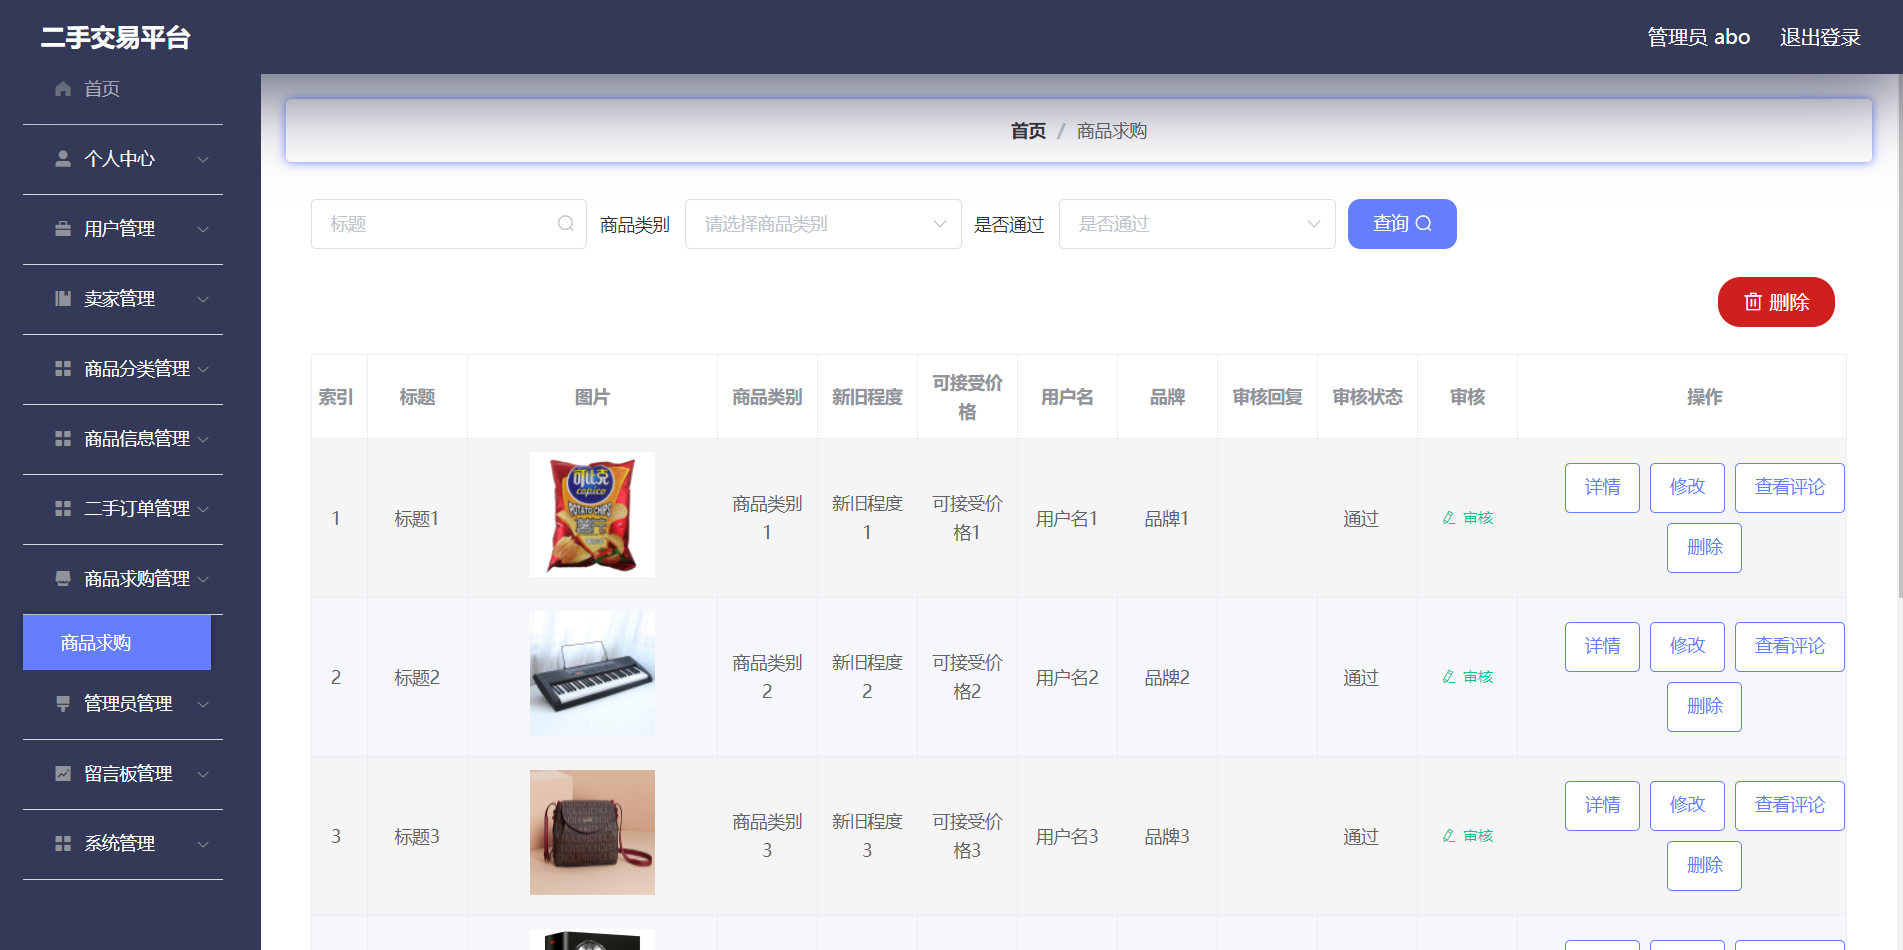 二手交易平台
管理员 abo 退出登录
首页
个人中心
用户管理
卖家管理
商品分类管理
商品信息管理
二手订单管理
商品求购管理
商品求购
管理员管理
留言板管理
系统管理
首页 / 商品求购
标题 商品类别 请选择商品类别 是否通过 是否通过 查询
删除
索引 标题 图片 商品类别 新旧程度 可接受价格 用户名 品牌 审核回复 审核状态 审核 操作
1 标题1 商品类别1 新旧程度1 可接受价格1 用户名1 品牌1 通过 审核 详情 修改 查看评论 删除
可比克
copico
POTATO CHIPS
2 标题2 商品类别2 新旧程度2 可接受价格2 用户名2 品牌2 通过 审核 详情 修改 查看评论 删除
3 标题3 商品类别3 新旧程度3 可接受价格3 用户名3 品牌3 通过 审核 详情 修改 查看评论 删除